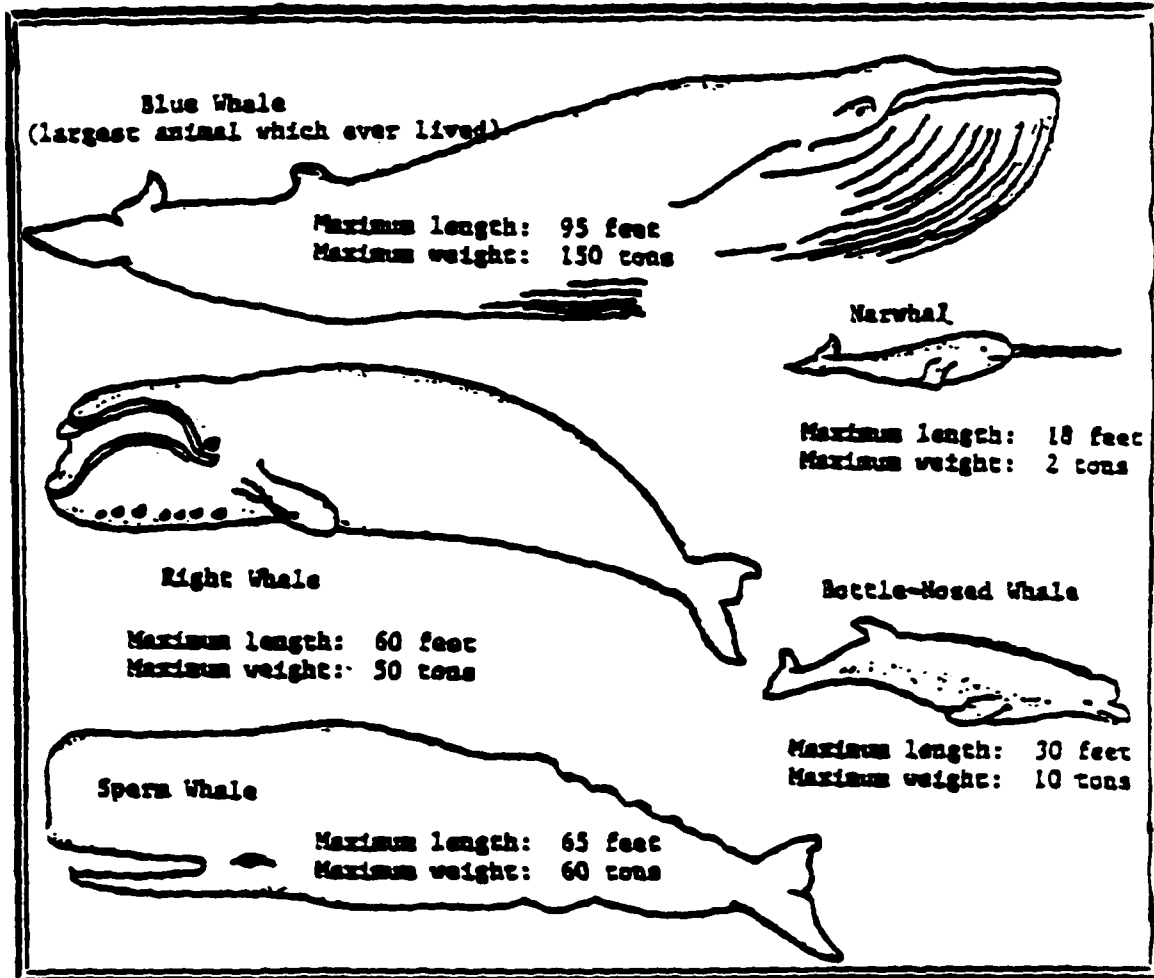 Blue Whale
(largest animal which ever lived)
Maximum length: 95 feet
Maximum weight: 150 tons
Narwhal
Maximum length: 18 feet
Maximum weight: 2 tons
Right Whale
Maximum length: 60 feet
Maximum weight: 50 tons
Bottle-Nosed Whale
Maximum length: 30 feet
Maximum weight: 10 tons
Sperm Whale
Maximum length: 65 feet
Maximum weight: 60 tons